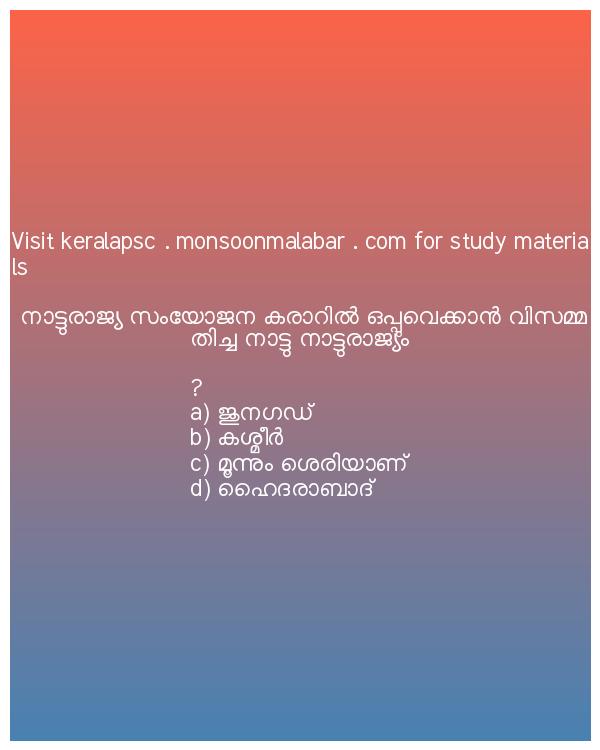 Visit keralapsc . monsoonmalabar . com for study materia
ls
നാട്ടുരാജ്യ സംയോജന കരാറിൽ ഒപ്പുവെക്കാൻ വിസമ്മ
തിച്ച നാട്ടു നാട്ടുരാജ്യം
?
a) ജുനഗഡ്
b) കശ്മീർ
c) മൂന്നും ശെരിയാണ്
d) ഹൈദരാബാദ്